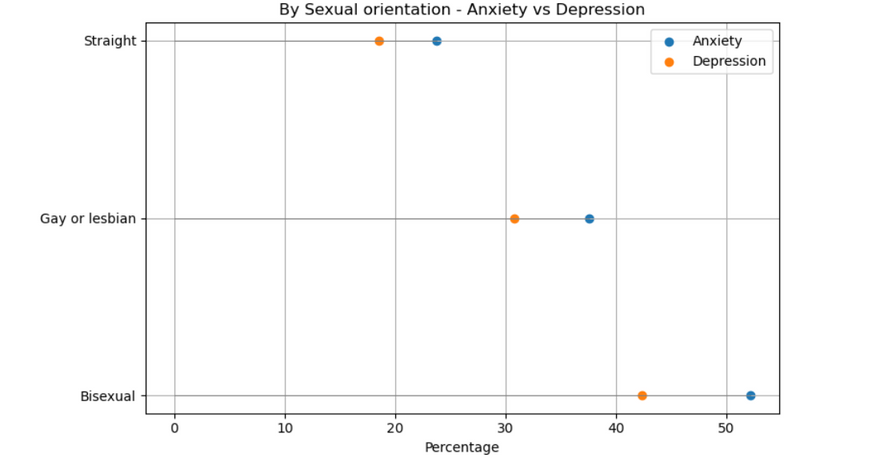 By Sexual orientation - Anxiety vs Depression
Straight
Anxiety
Depression
Gay or lesbian
Bisexual
0 10 20 30 40 50
Percentage